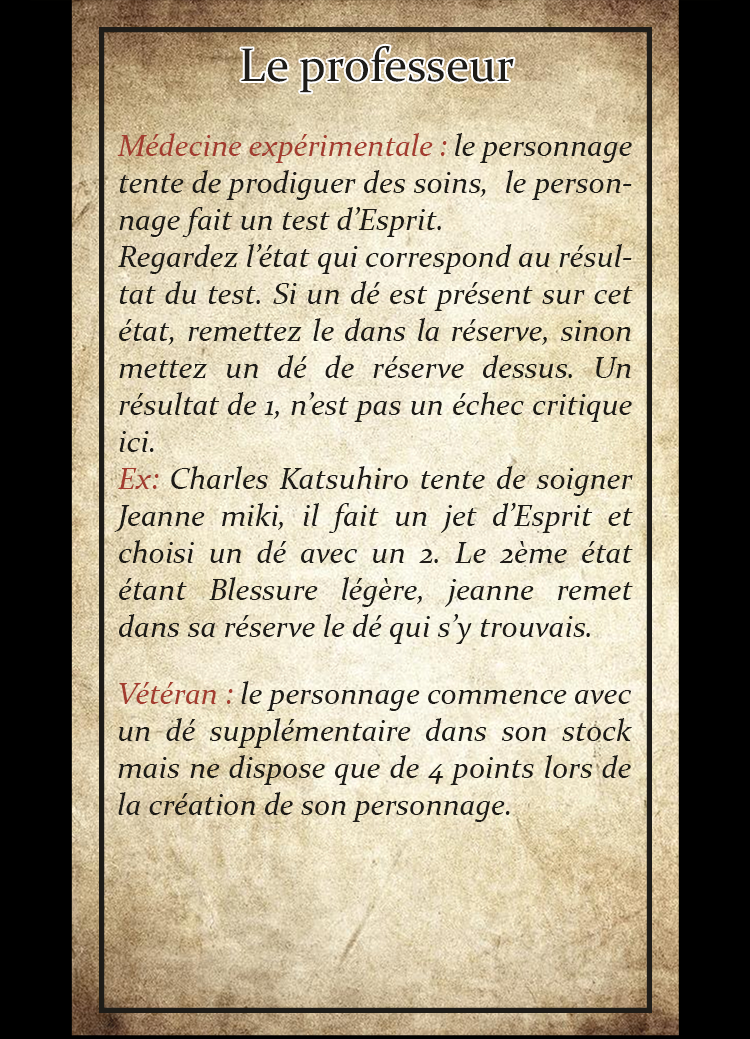 Le professeur
Médecine expérimentale : le personnage
tente de prodiguer des soins,  le person-
nage fait un test d’Esprit.
Regardez l’état qui correspond au résul-
tat du test. Si un dé est présent sur cet
état, remettez le dans la réserve, sinon
mettez un dé de réserve dessus. Un
résultat de 1, n’est pas un échec critique
ici.
Ex: Charles Katsuhiro tente de soigner
Jeanne miki, il fait un jet d’Esprit et
choisi un dé avec un 2. Le 2ème état
étant Blessure légère, jeanne remet
dans sa réserve le dé qui s’y trouvais.
Vétéran : le personnage commence avec
un dé supplémentaire dans son stock
mais ne dispose que de 4 points lors de
la création de son personnage.